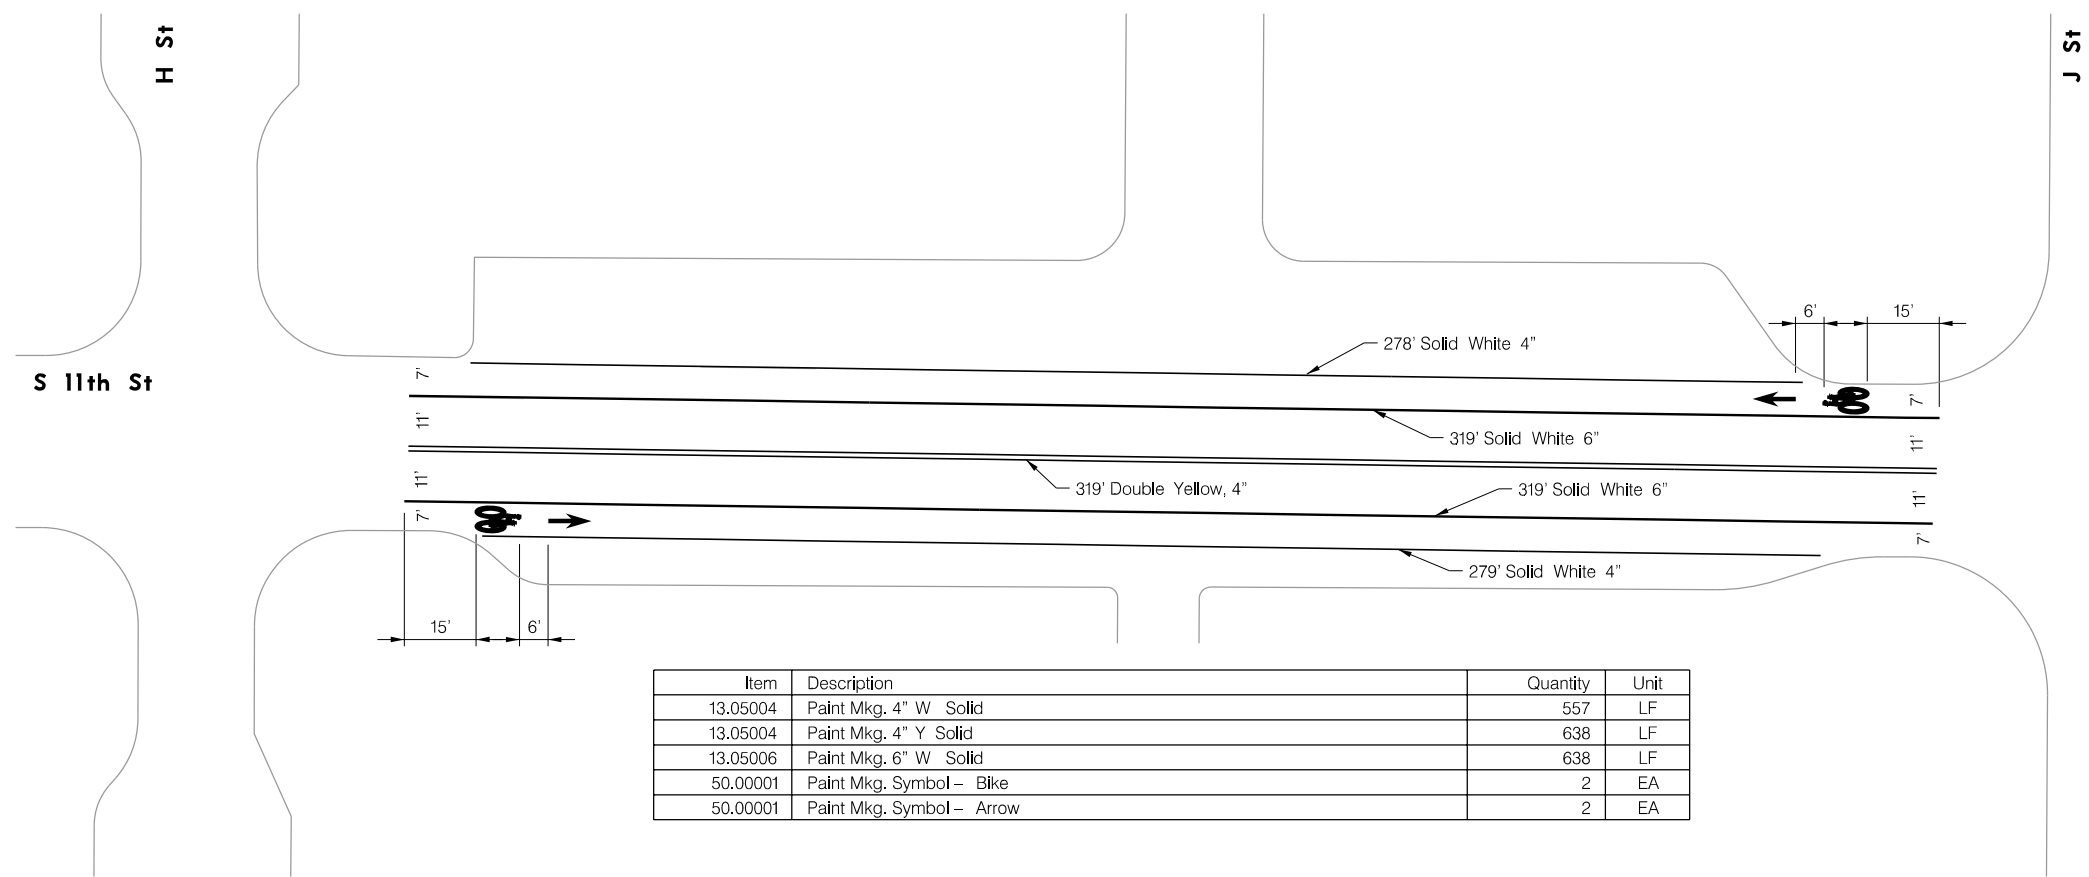 H St
J St
6' 15'
278' Solid White 4"
S 11th St
7'
7'
11'
319' Solid White 6"
11'
11'
319' Double Yellow, 4"
319' Solid White 6"
11'
7'
7'
279' Solid White 4"
15' 6'
Item Description Quantity Unit
13.05004 Paint Mkg. 4" W Solid 557 LF
13.05004 Paint Mkg. 4" Y Solid 638 LF
13.05006 Paint Mkg. 6" W Solid 638 LF
50.00001 Paint Mkg. Symbol – Bike 2 EA
50.00001 Paint Mkg. Symbol – Arrow 2 EA